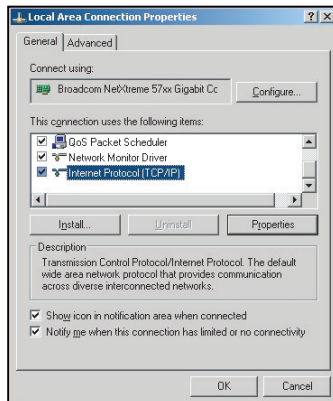 Local Area Connection Properties
General Advanced
Connect using:
Broadcom NetXtreme 57xx Gigabit Cc
Configure...
This connection uses the following items:
QoS Packet Scheduler
Network Monitor Driver
Internet Protocol (TCP/IP)
Install... Uninstall Properties
Description
Transmission Control Protocol/Internet Protocol. The default
wide area network protocol that provides communication
across diverse interconnected networks.
Show icon in notification area when connected
Notify me when this connection has limited or no connectivity
OK Cancel